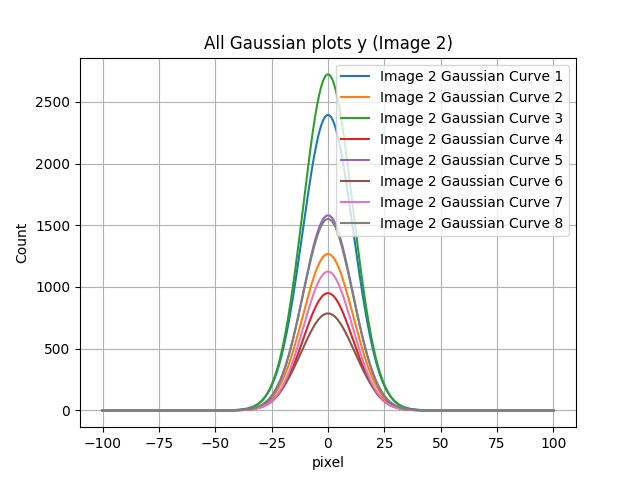 All Gaussian plots y (Image 2)
Image 2 Gaussian Curve 1
Image 2 Gaussian Curve 2
Image 2 Gaussian Curve 3
Image 2 Gaussian Curve 4
Image 2 Gaussian Curve 5
Image 2 Gaussian Curve 6
Image 2 Gaussian Curve 7
Image 2 Gaussian Curve 8
Count
2500
2000
1500
1000
500
0
−100 −75 −50 −25 0 25 50 75 100
pixel